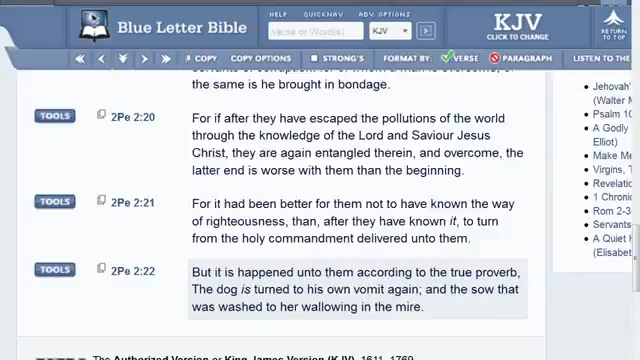 HELP QUICKNAV ADV. OPTIONS
Blue Letter Bible
Verse or Word(s)
KJV
KJV
CLICK TO CHANGE
RETURN TO TOP
COPY COPY OPTIONS STRONG'S FORMAT BY VERSE PARAGRAPH LISTEN TO THE
the same is he brought in bondage.
TOOLS 2Pe 2:20 For if after they have escaped the pollutions of the world
through the knowledge of the Lord and Saviour Jesus
Christ, they are again entangled therein, and overcome, the
latter end is worse with them than the beginning.
TOOLS 2Pe 2:21 For it had been better for them not to have known the way
of righteousness, than, after they have known it, to turn
from the holy commandment delivered unto them.
TOOLS 2Pe 2:22 But it is happened unto them according to the true proverb,
The dog is turned to his own vomit again; and the sow that
was washed to her wallowing in the mire.
The Authorized Version or King James Version (KJV), 1611, 1769.
Jehovah'
(Walter M
Psalm 10
A Godly
Elliot)
Make Me
Virgins, T
Revelatio
1 Chronic
Rom 2-3
Servants
A Quiet H
(Elisabet